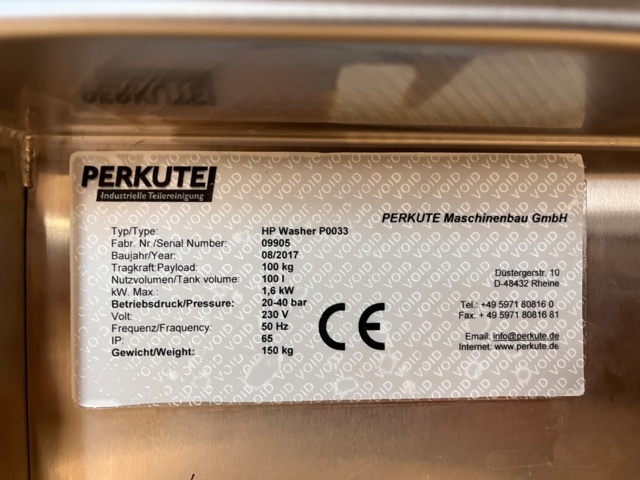 PERKUTE!
Industrielle Teilereinigung
PERKUTE Maschinenbau GmbH
Typ/Type: HP Washer P0033
Fabr. Nr./Serial Number: 09905
Baujahr/Year: 08/2017
Tragkraft:Payload: 100 kg
Nutzvolumen/Tank volume: 100 l
kW. Max.: 1,6 kW
Betriebsdruck/Pressure: 20-40 bar
Volt: 230 V
Frequenz/Fraquency: 50 Hz
IP: 65
Gewicht/Weight: 150 kg
CE
Düstergerstr. 10
D-48432 Rheine
Tel.: +49 5971 80816 0
Fax. + 49 5971 80816 81
Email: info@perkute.de
Internet: www.perkute.de